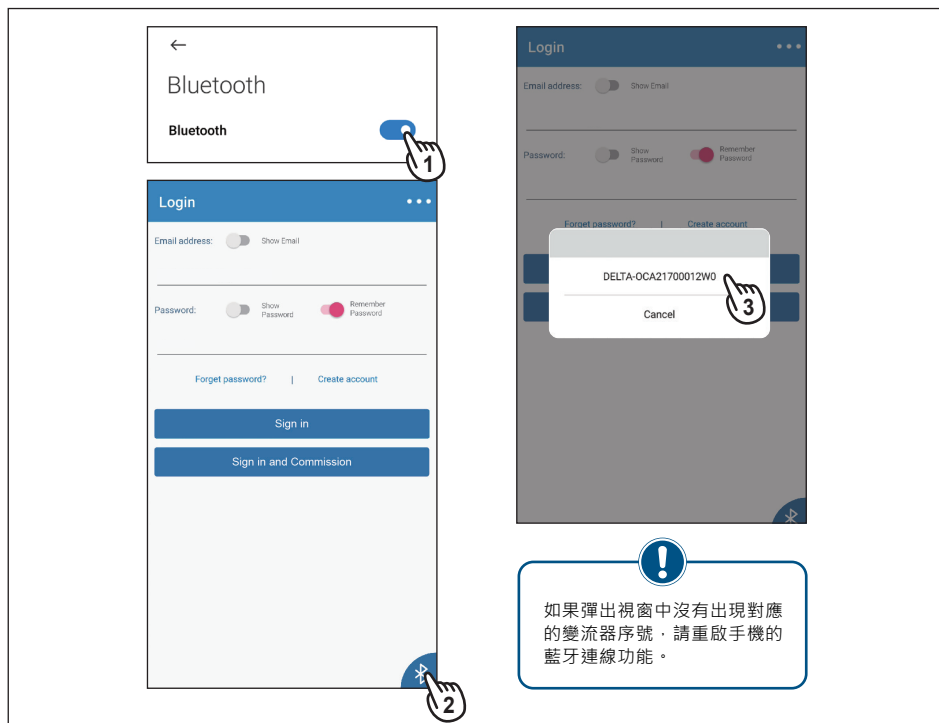 ←
Bluetooth
Bluetooth
1
Login
Email address: Show Email
Password: Show Password Remember Password
Forget password? | Create account
Sign in
Sign in and Commission
2
Login
Email address: Show Email
Password: Show Password Remember Password
Forget password? | Create account
DELTA-OCA21700012W0
3
Cancel
如果彈出視窗中沒有出現對應
的變流器序號，請重啟手機的
藍牙連線功能。